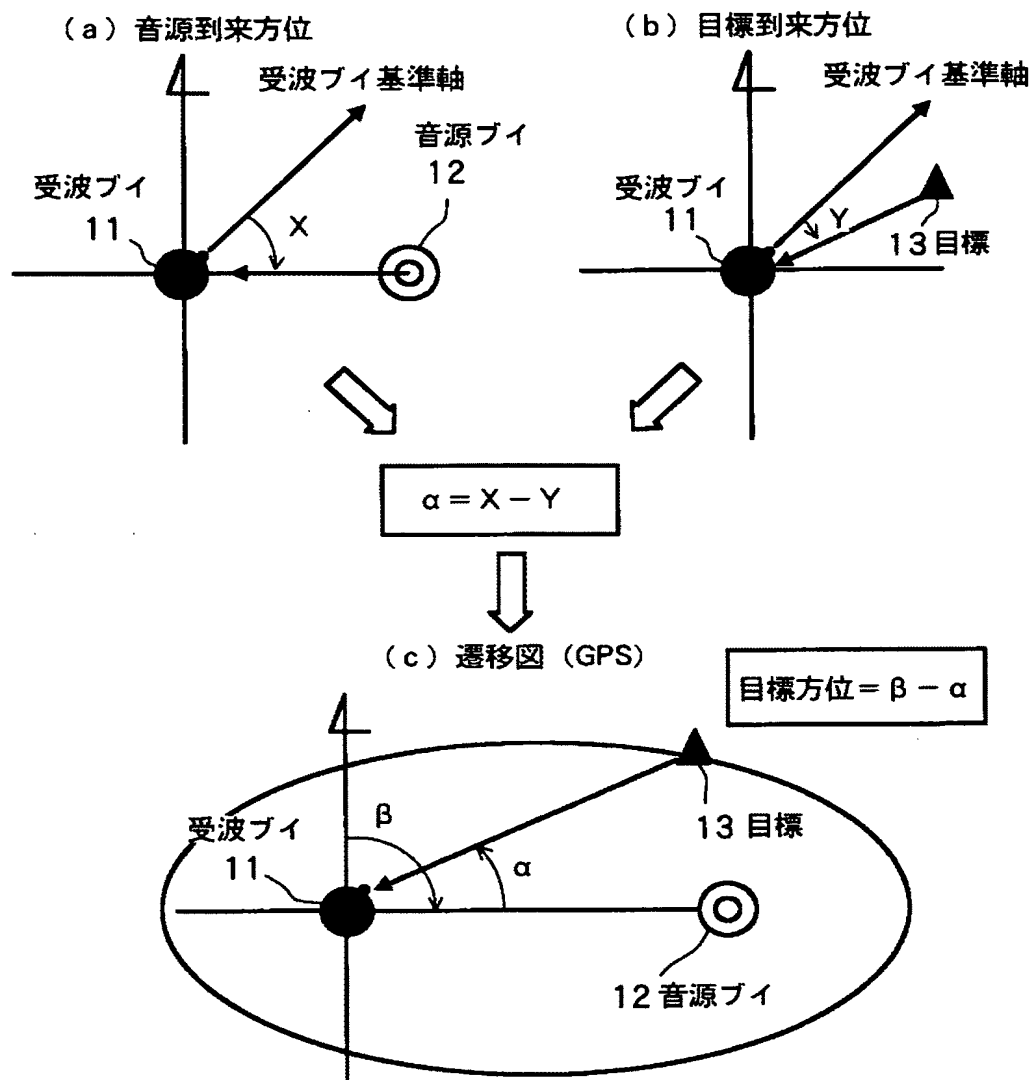 (a) 音源到来方位
受波ブイ基準軸
音源ブイ
12
受波ブイ
11
X
(b) 目標到来方位
受波ブイ基準軸
受波ブイ
11
Y
13 目標
α = X − Y
(c) 遷移図 (GPS)
目標方位 = β − α
受波ブイ
11
β
α
13 目標
12 音源ブイ